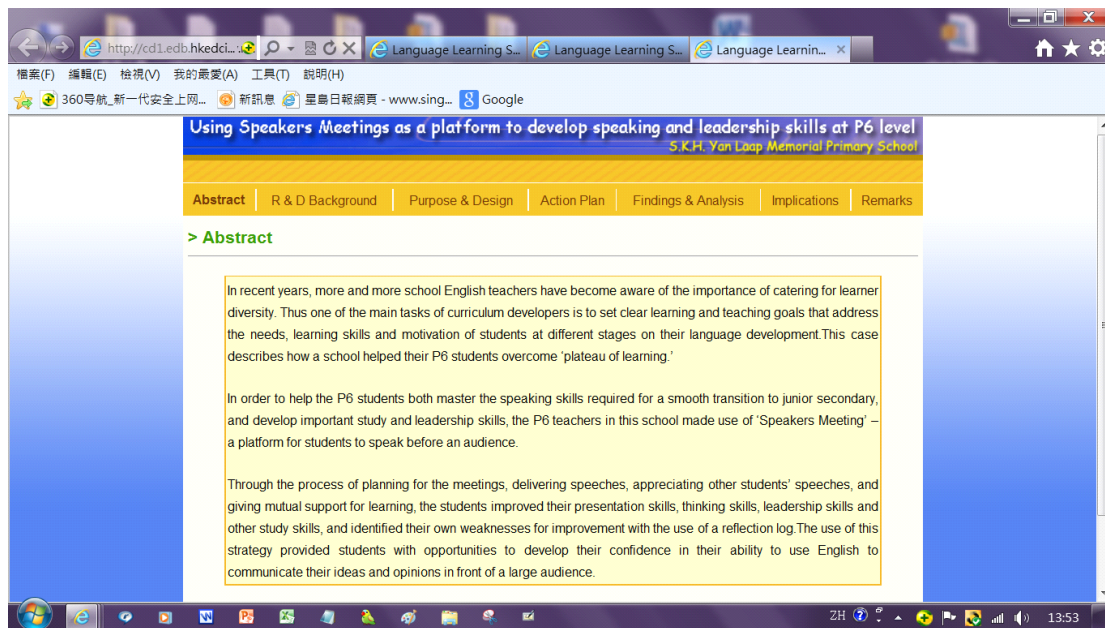 http://cd1.edb.hkedci...
Language Learning S...
Language Learning S...
Language Learnin...
檔案(F) 編輯(E) 檢視(V) 我的最愛(A) 工具(T) 說明(H)
360导航_新一代安全上网... 新訊息 星島日報網頁 - www.sing... Google
Using Speakers Meetings as a platform to develop speaking and leadership skills at P6 level
S.K.H. Yan Laap Memorial Primary School
Abstract R & D Background Purpose & Design Action Plan Findings & Analysis Implications Remarks
> Abstract
In recent years, more and more school English teachers have become aware of the importance of catering for learner
diversity. Thus one of the main tasks of curriculum developers is to set clear learning and teaching goals that address
the needs, learning skills and motivation of students at different stages on their language development.This case
describes how a school helped their P6 students overcome ‘plateau of learning.’
In order to help the P6 students both master the speaking skills required for a smooth transition to junior secondary,
and develop important study and leadership skills, the P6 teachers in this school made use of ‘Speakers Meeting’ –
a platform for students to speak before an audience.
Through the process of planning for the meetings, delivering speeches, appreciating other students’ speeches, and
giving mutual support for learning, the students improved their presentation skills, thinking skills, leadership skills and
other study skills, and identified their own weaknesses for improvement with the use of a reflection log.The use of this
strategy provided students with opportunities to develop their confidence in their ability to use English to
communicate their ideas and opinions in front of a large audience.
ZH 13:53